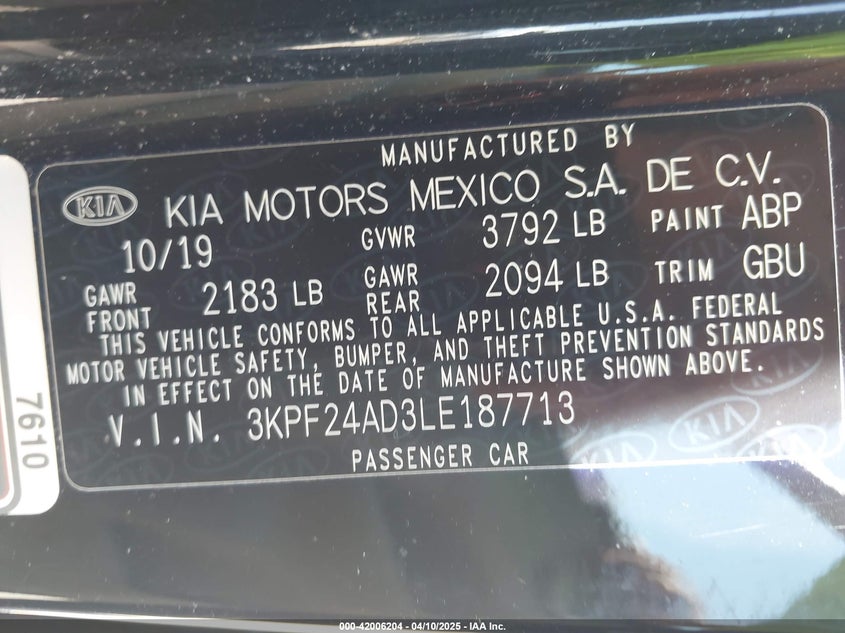 MANUFACTURED BY
KIA KIA MOTORS MEXICO S.A. DE C.V.
10/19 GVWR 3792 LB PAINT ABP
GAWR FRONT 2183 LB GAWR REAR 2094 LB TRIM GBU
THIS VEHICLE CONFORMS TO ALL APPLICABLE U.S.A. FEDERAL
MOTOR VEHICLE SAFETY, BUMPER, AND THEFT PREVENTION STANDARDS
IN EFFECT ON THE DATE OF MANUFACTURE SHOWN ABOVE.
V.I.N. 3KPF24AD3LE187713
PASSENGER CAR
7610
000-42006204 - 04/10/2025 - IAA Inc.